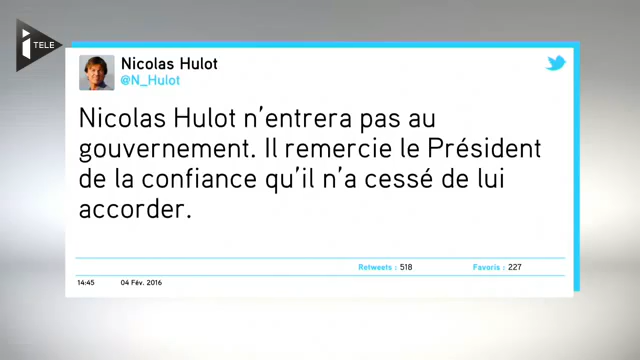 iTELE
Nicolas Hulot
@N_Hulot
Nicolas Hulot n'entrera pas au
gouvernement. Il remercie le Président
de la confiance qu'il n'a cessé de lui
accorder.
Retweets : 518 Favoris : 227
14:45 04 Fév. 2016